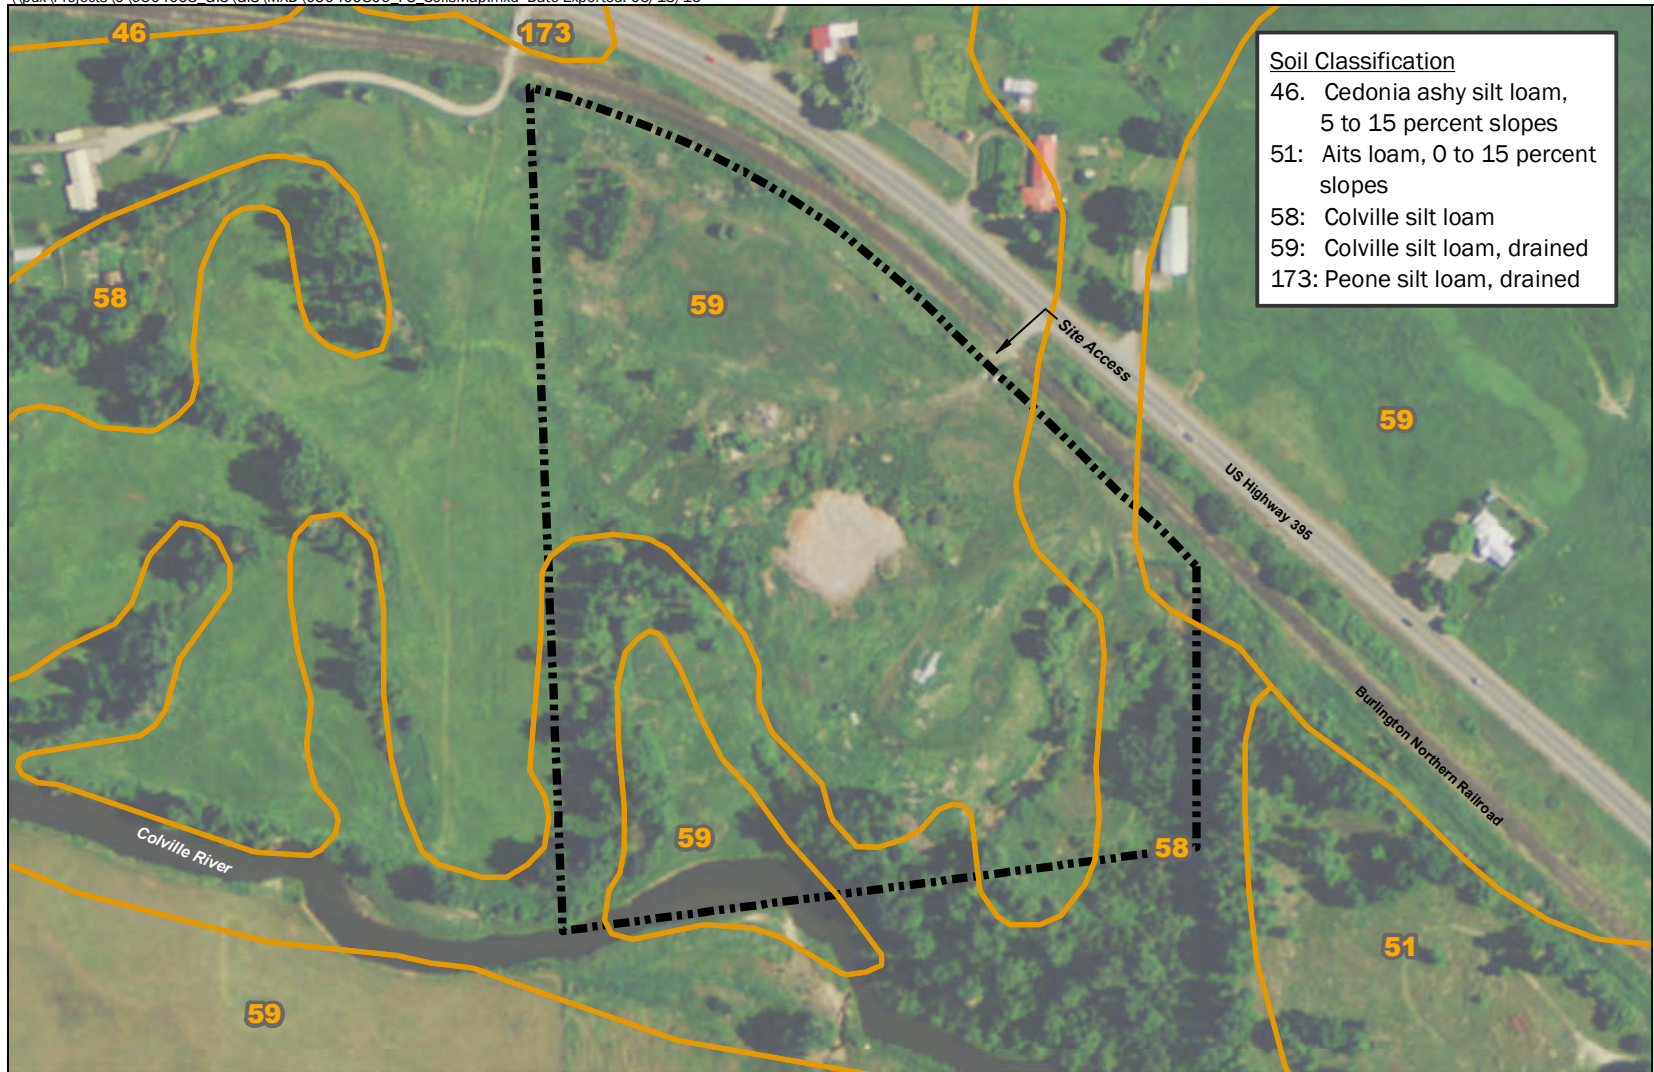 46
173
Soil Classification
46. Cedonia ashy silt loam,
5 to 15 percent slopes
51: Aits loam, 0 to 15 percent
slopes
58: Colville silt loam
59: Colville silt loam, drained
173: Peone silt loam, drained
58
59
Site Access
59
US Highway 395
Burlington Northern Railroad
Colville River
59
58
51
59